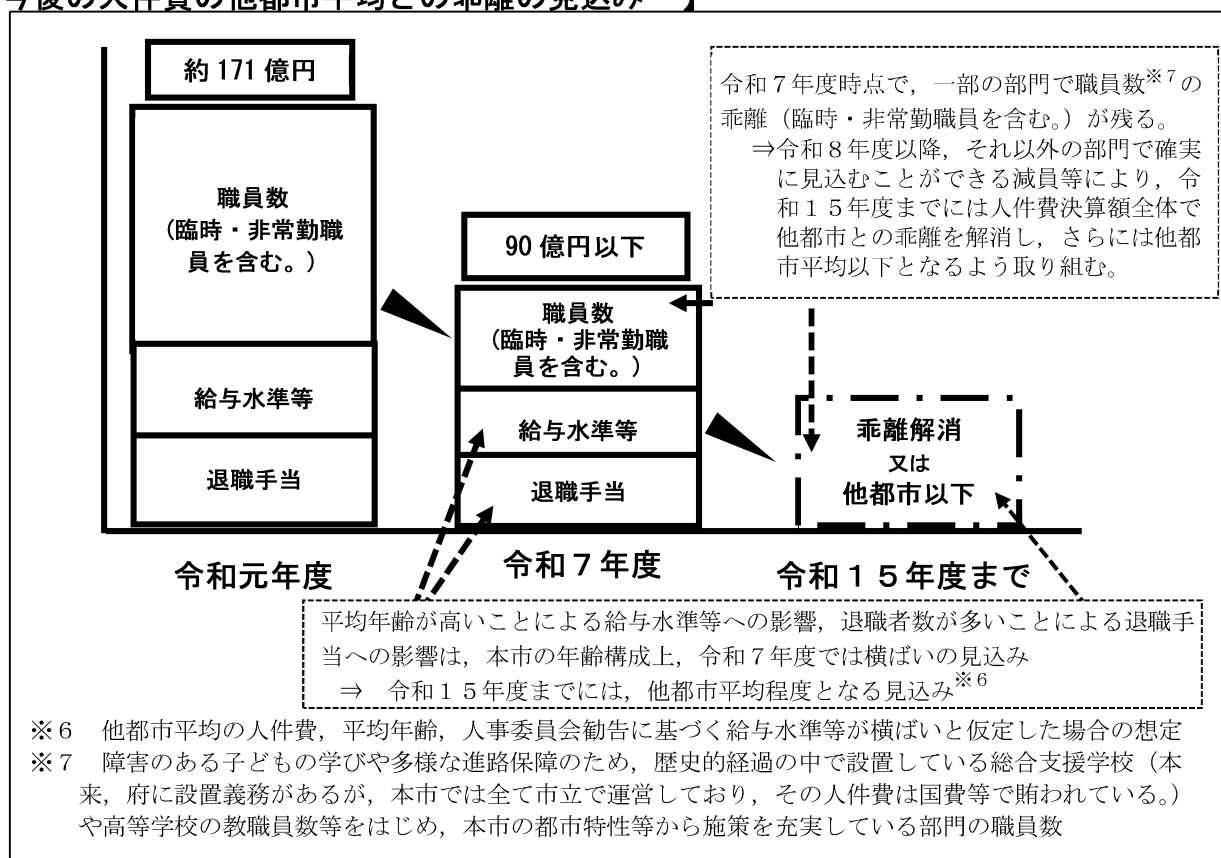 今後の人件費の他都市平均との乖離の見込み 】
約 171 億円
職員数
(臨時・非常勤職
員を含む。)
給与水準等
退職手当
90 億円以下
職員数
(臨時・非常勤職
員を含む。)
給与水準等
退職手当
令和７年度時点で，一部の部門で職員数※７の
乖離（臨時・非常勤職員を含む。）が残る。
⇒令和８年度以降，それ以外の部門で確実
に見込むことができる減員等により，令
和１５年度までには人件費決算額全体で
他都市との乖離を解消し，さらには他都
市平均以下となるよう取り組む。
乖離解消
又は
他都市以下
令和元年度
令和７年度
令和１５年度まで
平均年齢が高いことによる給与水準等への影響，退職者数が多いことによる退職手
当への影響は，本市の年齢構成上，令和７年度では横ばいの見込み
⇒　令和１５年度までには，他都市平均程度となる見込み※６
※６　他都市平均の人件費，平均年齢，人事委員会勧告に基づく給与水準等が横ばいと仮定した場合の想定
※７　障害のある子どもの学びや多様な進路保障のため，歴史的経過の中で設置している総合支援学校（本
来，府に設置義務があるが，本市では全て市立で運営しており，その人件費は国費等で賄われている。）
や高等学校の教職員数等をはじめ，本市の都市特性等から施策を充実している部門の職員数